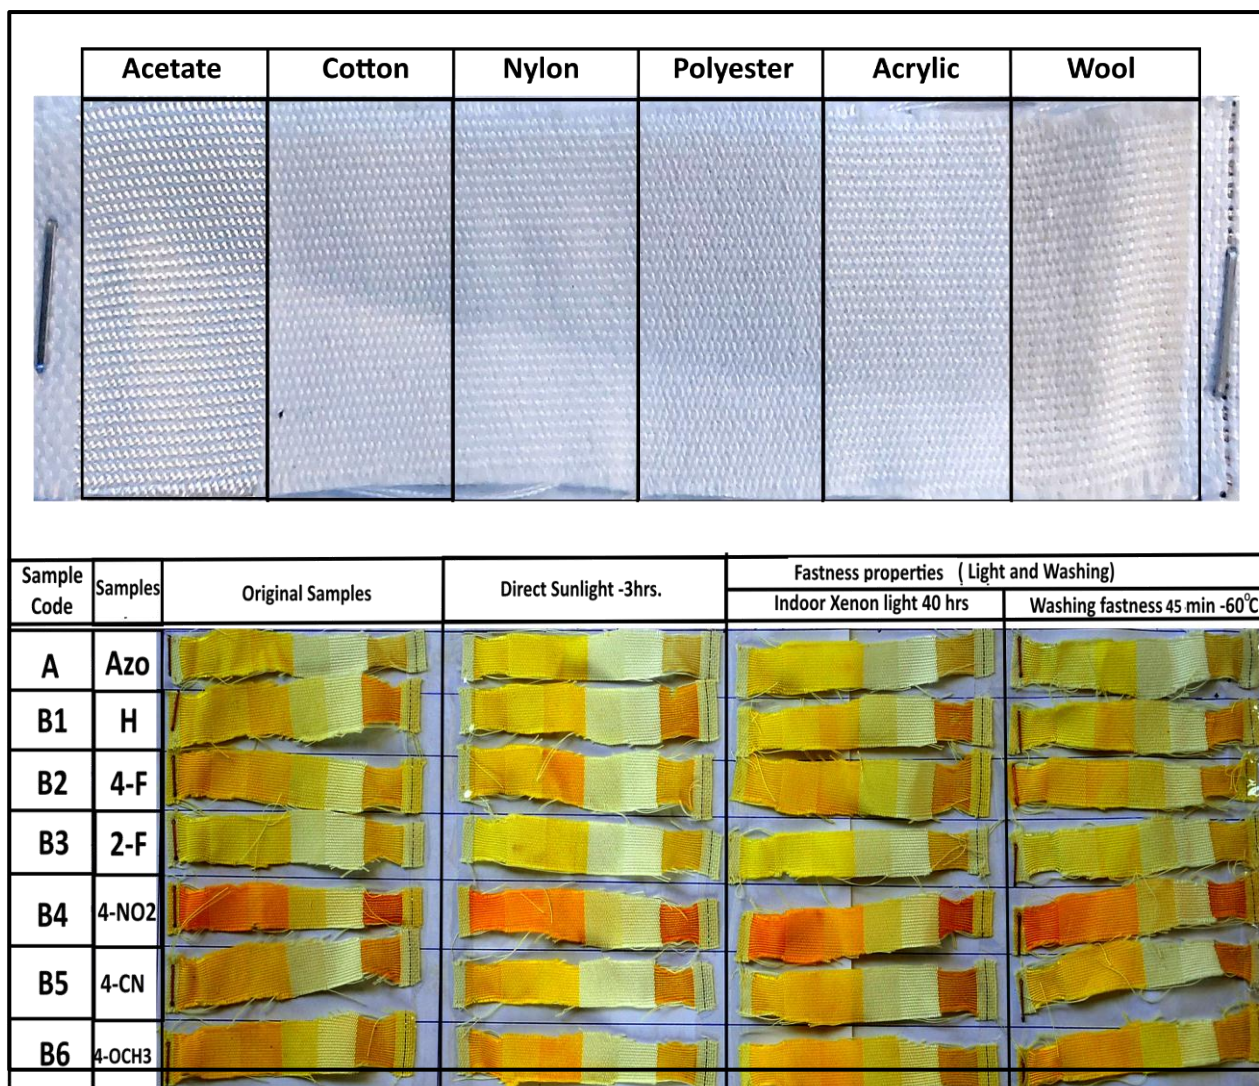 Acetate Cotton Nylon Polyester Acrylic Wool
Sample Code Samples Original Samples Direct Sunlight -3hrs. Fastness properties ( Light and Washing)
Indoor Xenon light 40 hrs Washing fastness 45 min -60°C
A Azo
B1 H
B2 4-F
B3 2-F
B4 4-NO2
B5 4-CN
B6 4-OCH3